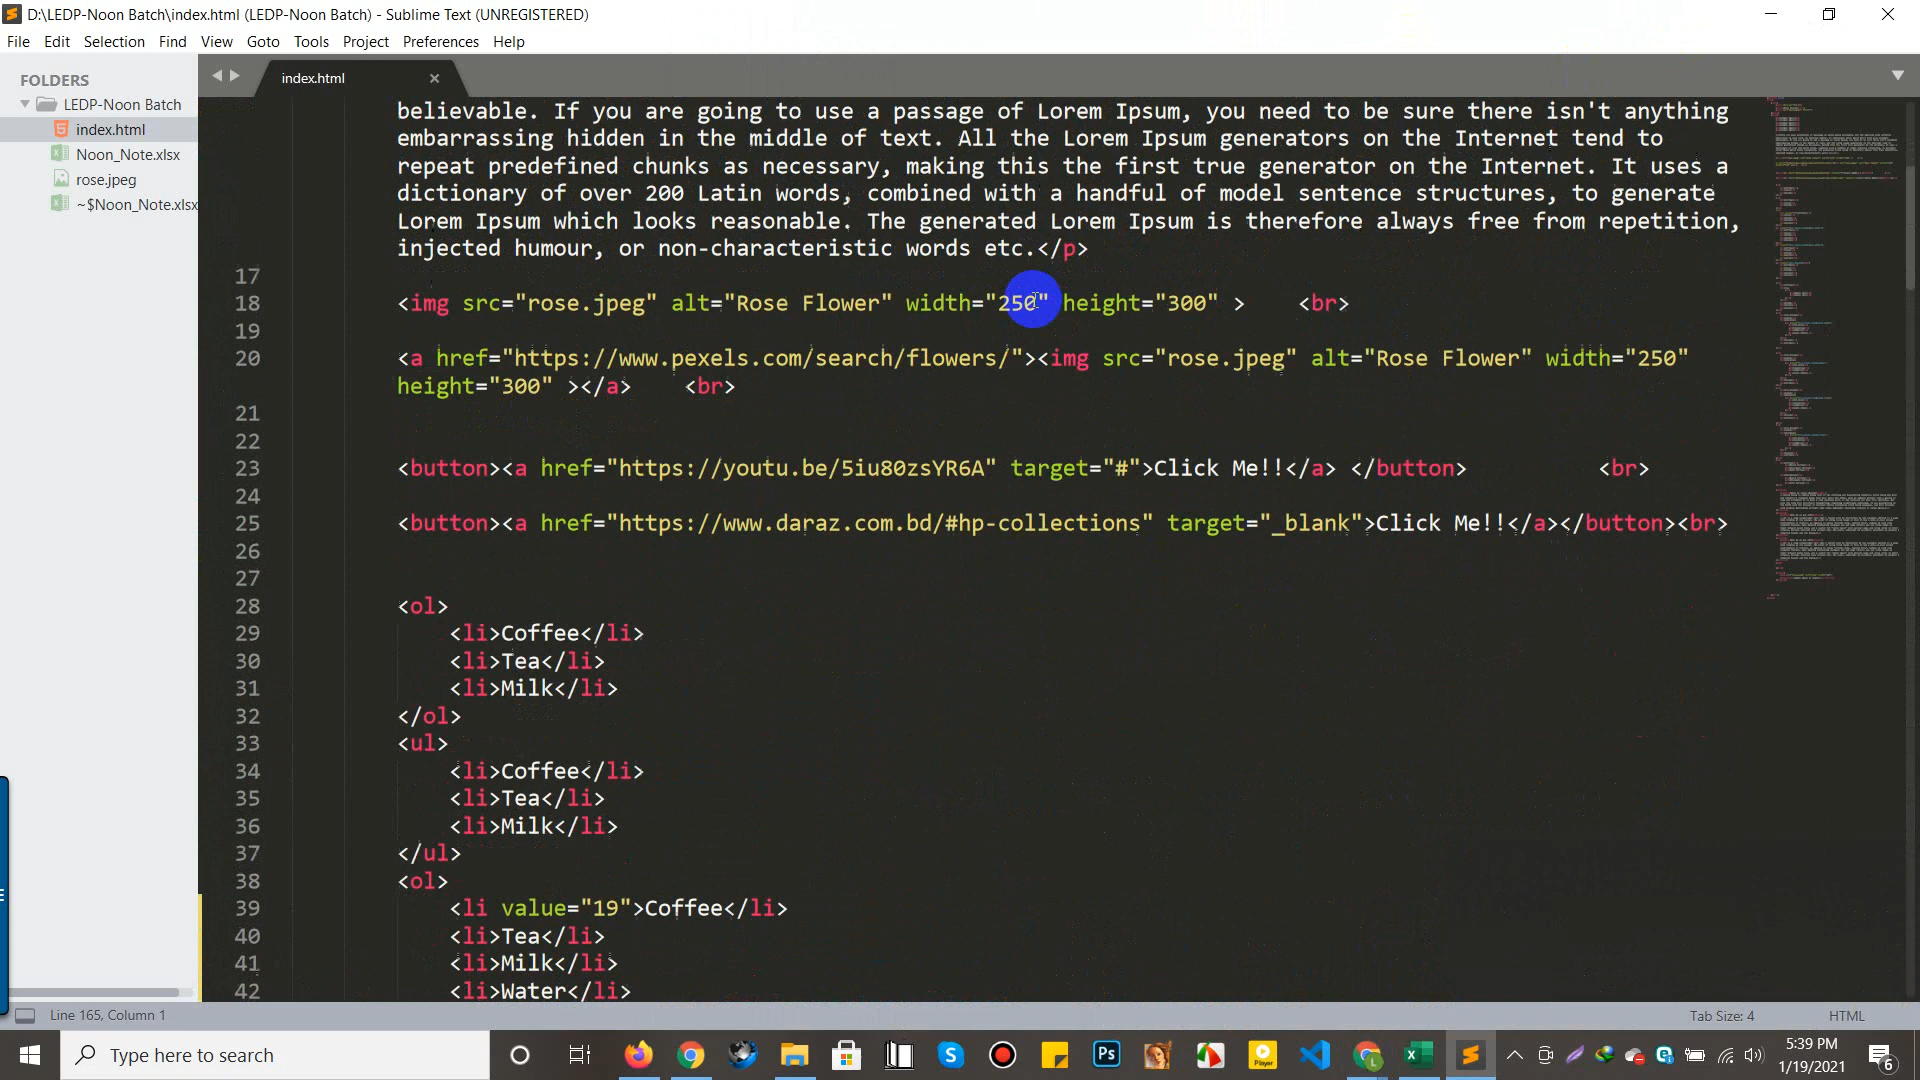 D:\LEDP-Noon Batch\index.html (LEDP-Noon Batch) - Sublime Text (UNREGISTERED)
File Edit Selection Find View Goto Tools Project Preferences Help
FOLDERS
LEDP-Noon Batch
index.html
Noon_Note.xlsx
rose.jpeg
~$Noon_Note.xlsx
index.html
believable. If you are going to use a passage of Lorem Ipsum, you need to be sure there isn't anything
embarrassing hidden in the middle of text. All the Lorem Ipsum generators on the Internet tend to
repeat predefined chunks as necessary, making this the first true generator on the Internet. It uses a
dictionary of over 200 Latin words, combined with a handful of model sentence structures, to generate
Lorem Ipsum which looks reasonable. The generated Lorem Ipsum is therefore always free from repetition,
injected humour, or non-characteristic words etc.</p>
17
18 <img src="rose.jpeg" alt="Rose Flower" width="250" height="300" > <br>
19
20 <a href="https://www.pexels.com/search/flowers/"><img src="rose.jpeg" alt="Rose Flower" width="250"
height="300" ></a> <br>
21
22
23 <button><a href="https://youtu.be/5iu80zsYR6A" target="#">Click Me!!</a> </button> <br>
24
25 <button><a href="https://www.daraz.com.bd/#hp-collections" target="_blank">Click Me!!</a></button><br>
26
27
28 <ol>
29 <li>Coffee</li>
30 <li>Tea</li>
31 <li>Milk</li>
32 </ol>
33 <ul>
34 <li>Coffee</li>
35 <li>Tea</li>
36 <li>Milk</li>
37 </ul>
38 <ol>
39 <li value="19">Coffee</li>
40 <li>Tea</li>
41 <li>Milk</li>
42 <li>Water</li>
Line 165, Column 1
Tab Size: 4 HTML
Type here to search
Ps
Player
5:39 PM
1/19/2021
6